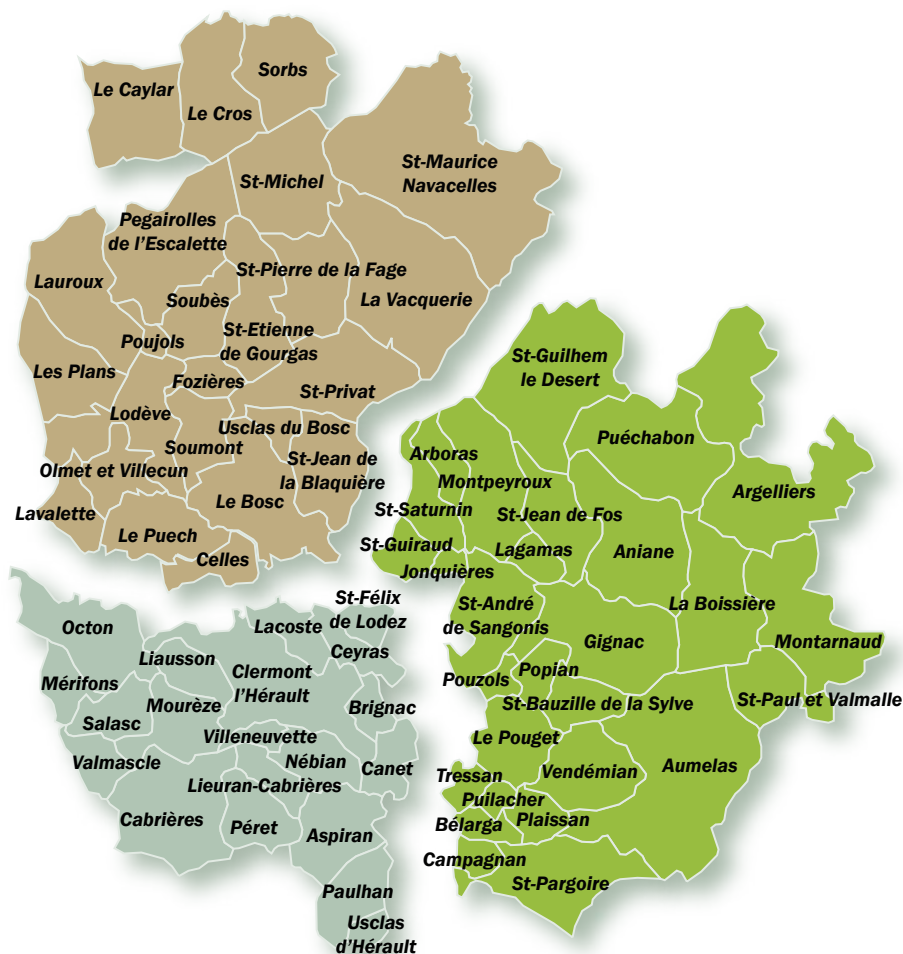 Sorbs
Le Caylar
Le Cros
St-Maurice
Navacelles
St-Michel
Pegairolles
de l'Escalette
St-Pierre de la Fage
Lauroux
La Vacquerie
Soubès
St-Etienne
de Gourgas
Poujols
Les Plans
Fozières
St-Privat
Lodève
Usclas du Bosc
Soumont
St-Jean de
la Blaquière
Olmet et Villecun
Le Bosc
Lavalette
Le Puech
Celles
St-Guilhem
le Desert
Puéchabon
Arboras
Montpeyroux
Argelliers
St-Saturnin
St-Jean de Fos
St-Guiraud
Lagamas
Aniane
Jonquières
St-André
de Sangonis
La Boissière
Gignac
Montarnaud
Popian
Pouzols
St-Bauzille de la Sylve
St-Paul et Valmalle
Le Pouget
Vendémian
Aumelas
Tressan
Puilacher
Bélarga
Plaissan
Campagnan
St-Pargoire
St-Félix
de Lodez
Octon
Lacoste
Ceyras
Liausson
Clermont
l'Hérault
Mérifons
Mourèze
Brignac
Salasc
Villeneuvette
Valmascle
Nébian
Canet
Lieuran-Cabrières
Cabrières
Péret
Aspiran
Paulhan
Usclas
d'Hérault